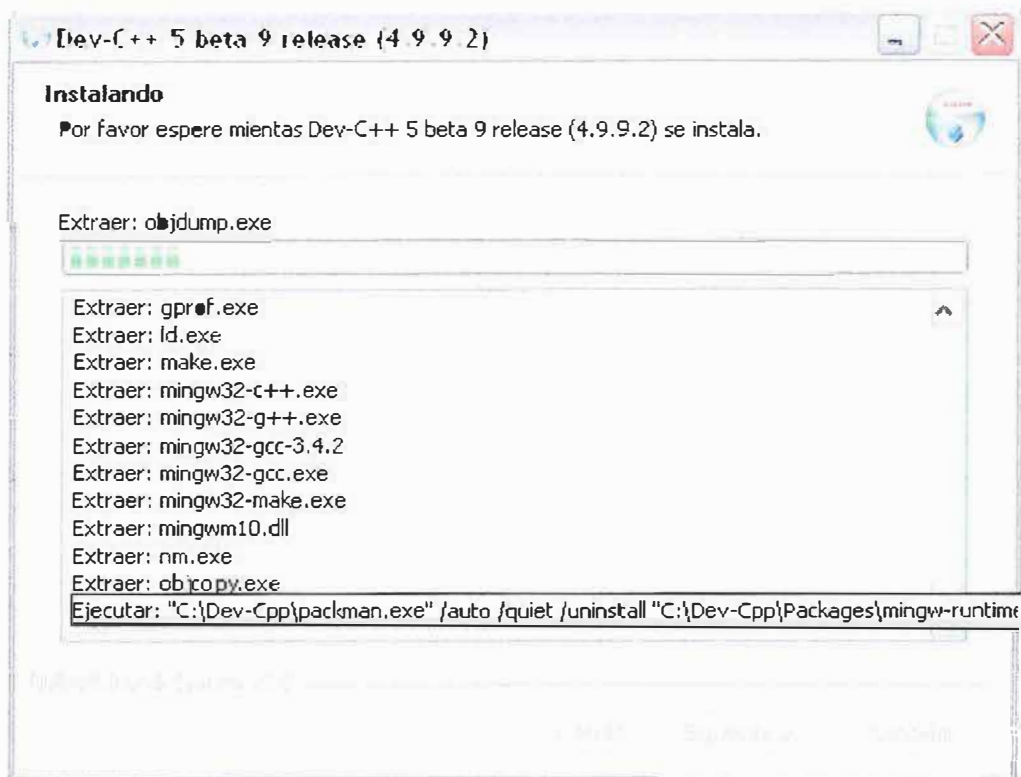 Dev-C++ 5 beta 9 release (4.9.9.2)
Instalando
Por favor espere mientas Dev-C++ 5 beta 9 release (4.9.9.2) se instala.
Extraer: objdump.exe
Extraer: gprof.exe
Extraer: ld.exe
Extraer: make.exe
Extraer: mingw32-c++.exe
Extraer: mingw32-g++.exe
Extraer: mingw32-gcc-3.4.2
Extraer: mingw32-gcc.exe
Extraer: mingw32-make.exe
Extraer: mingwm10.dll
Extraer: nm.exe
Extraer: objcopy.exe
Ejecutar: "C:\Dev-Cpp\packman.exe" /auto /quiet /uninstall "C:\Dev-Cpp\Packages\mingw-runtime